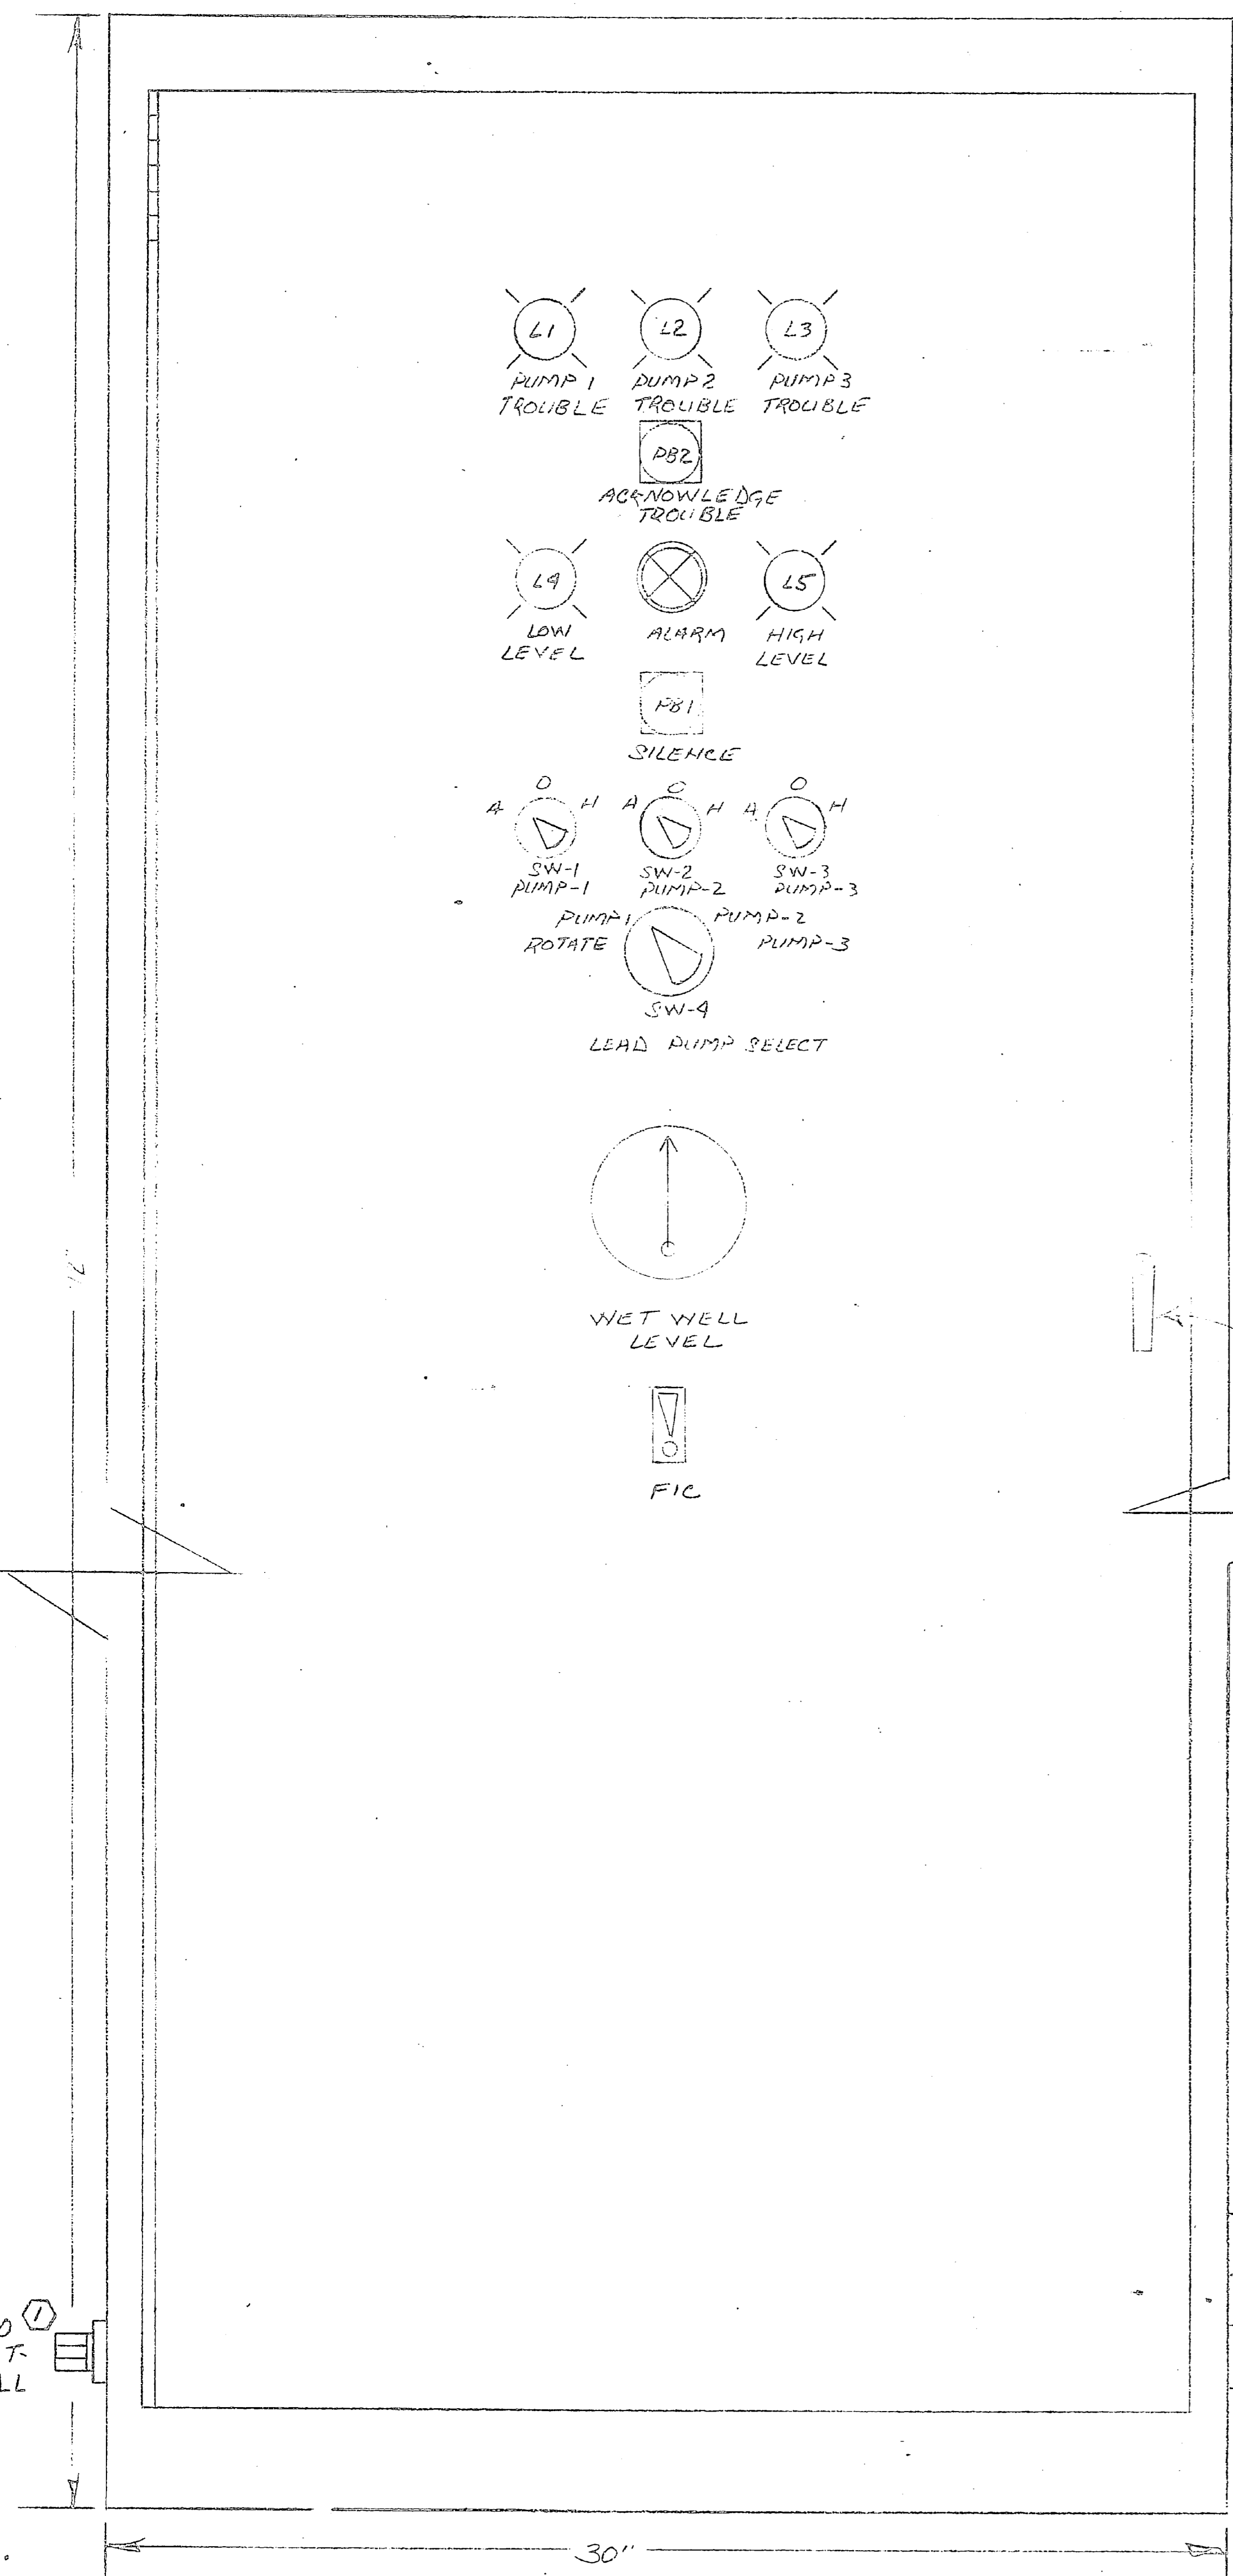 L1 L2 L3
PUMP 1 PUMP 2 PUMP 3
TROUBLE TROUBLE TROUBLE
PB2
ACKNOWLEDGE
TROUBLE
L4 L5
LOW ALARM HIGH
LEVEL LEVEL
PB1
SILENCE
O O O
A H A H A H
SW-1 SW-2 SW-3
PUMP-1 PUMP-2 PUMP-3
PUMP 1 PUMP-2
ROTATE PUMP-3
SW-4
LEAD PUMP SELECT
WET WELL
LEVEL
FIC
1
30"